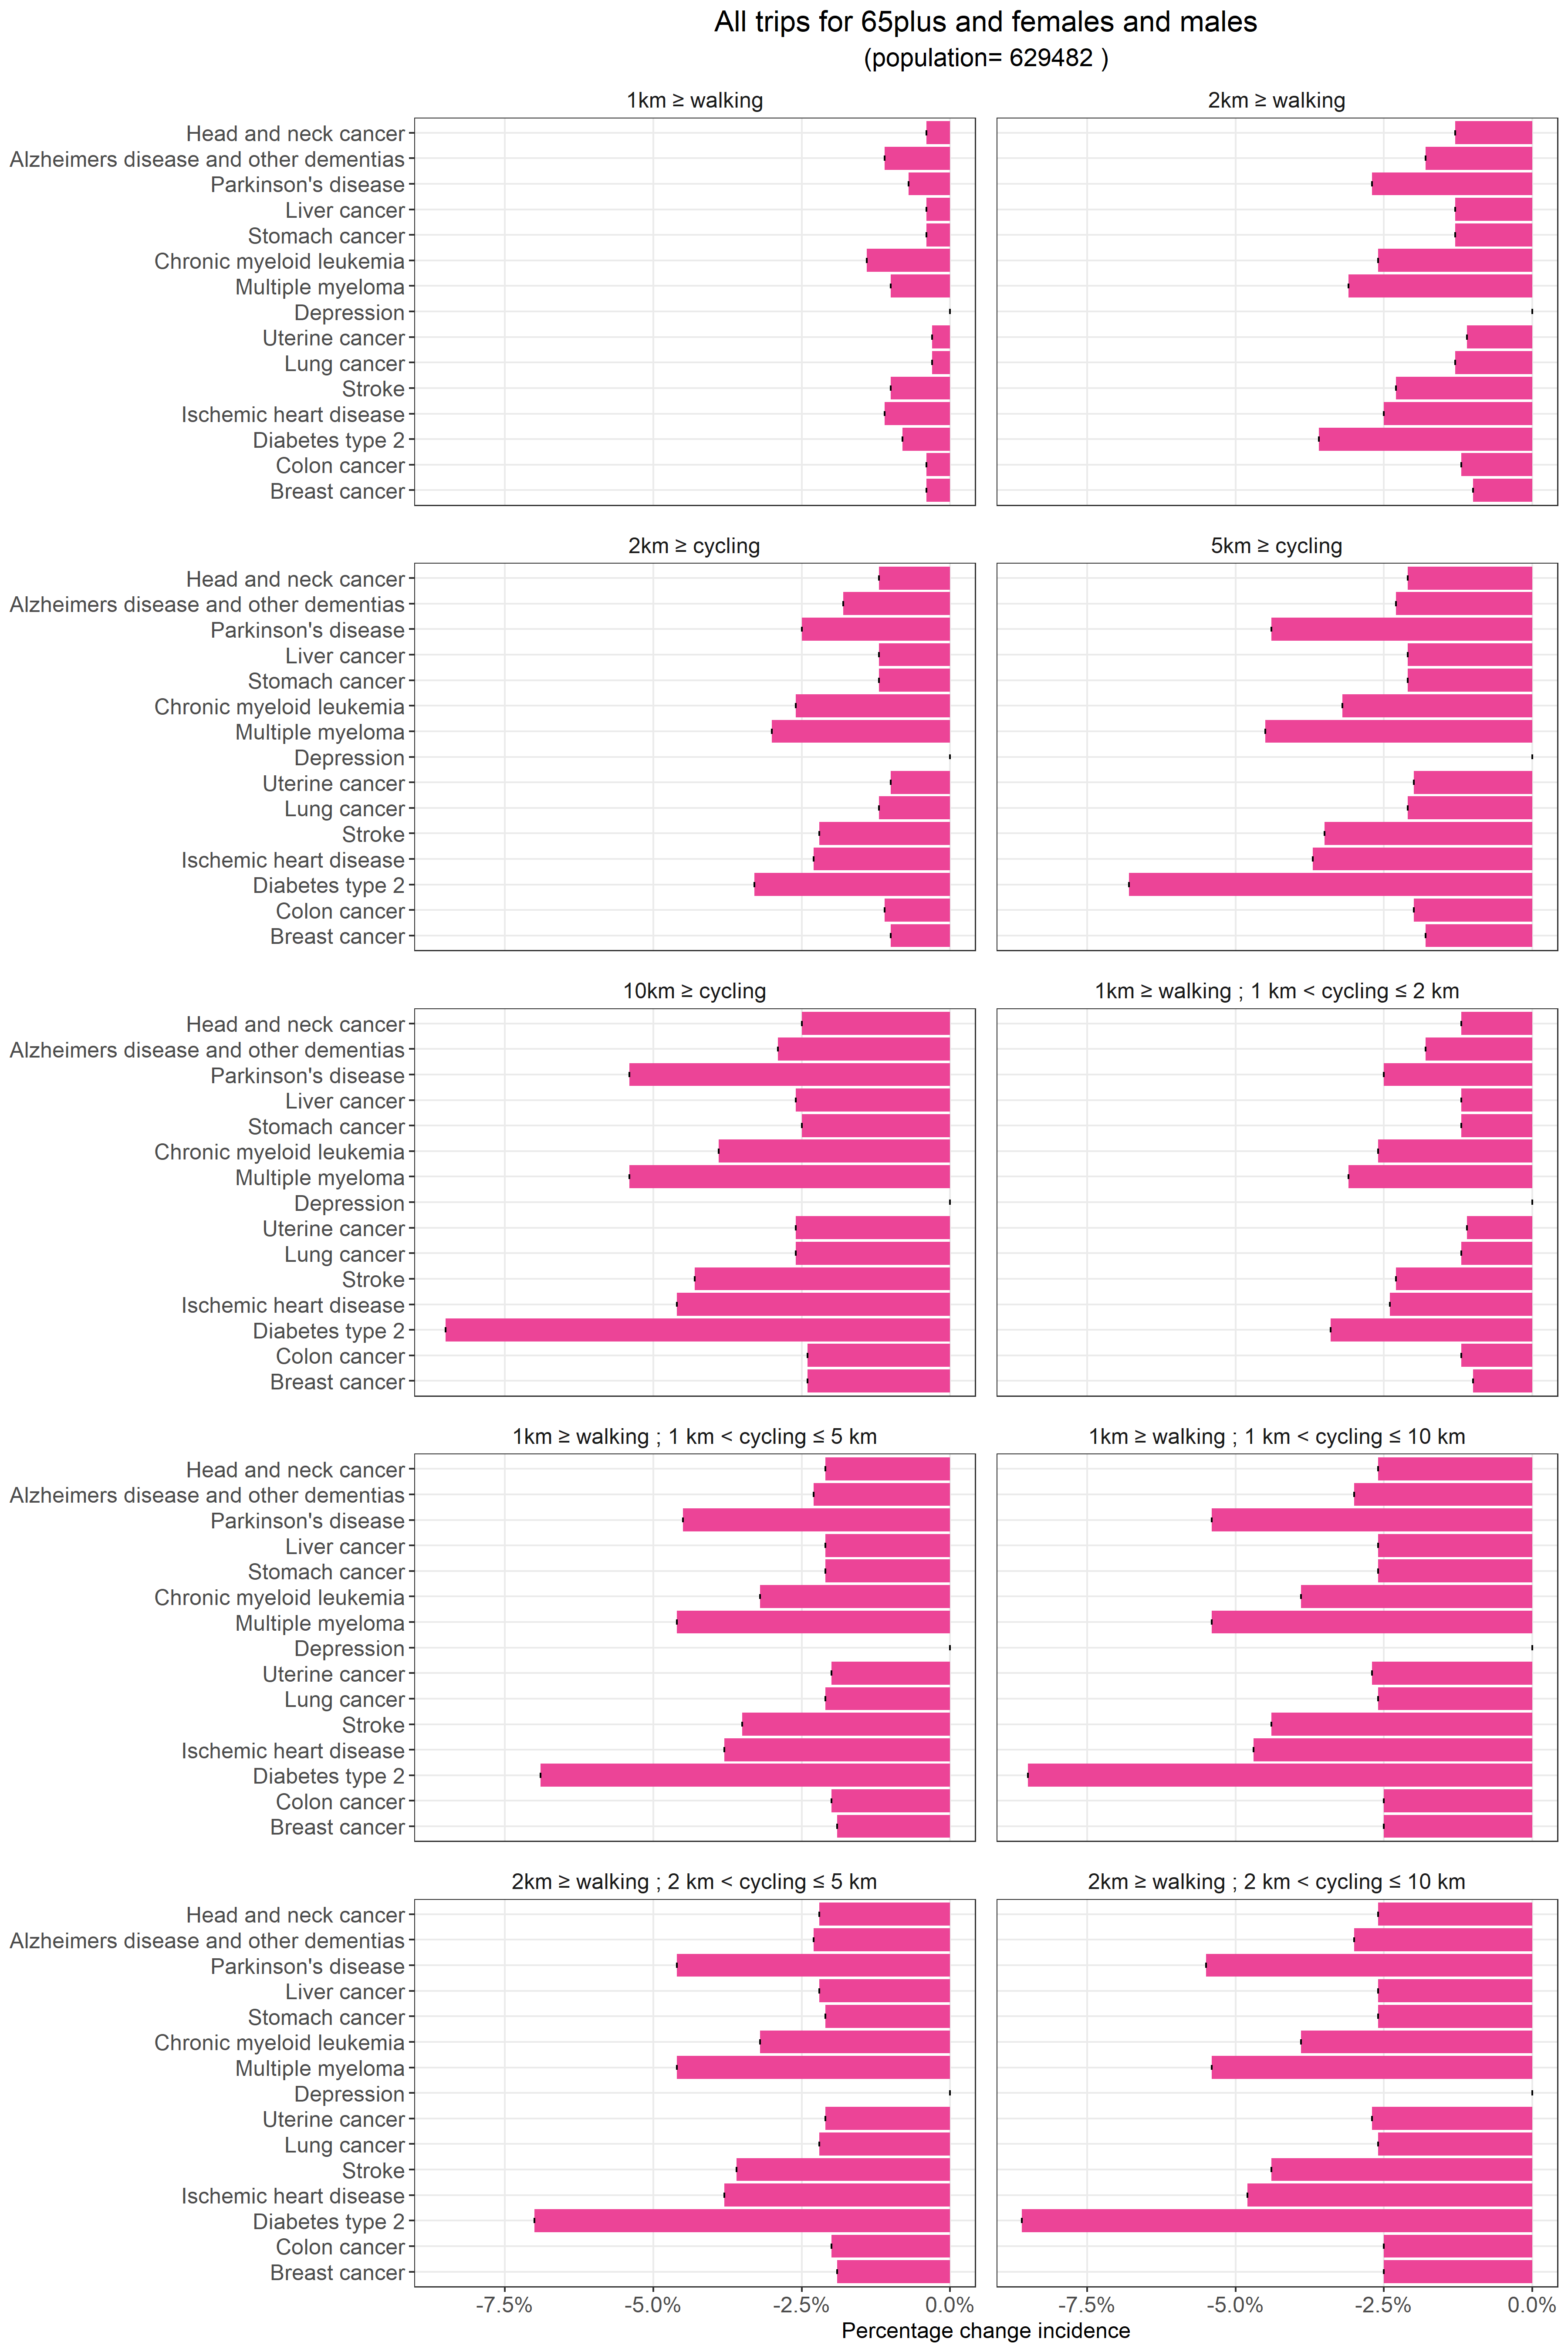 All trips for 65plus and females and males
(population= 629482 )
1km ≥ walking
2km ≥ walking
Head and neck cancer
Alzheimers disease and other dementias
Parkinson's disease
Liver cancer
Stomach cancer
Chronic myeloid leukemia
Multiple myeloma
Depression
Uterine cancer
Lung cancer
Stroke
Ischemic heart disease
Diabetes type 2
Colon cancer
Breast cancer
2km ≥ cycling
5km ≥ cycling
Head and neck cancer
Alzheimers disease and other dementias
Parkinson's disease
Liver cancer
Stomach cancer
Chronic myeloid leukemia
Multiple myeloma
Depression
Uterine cancer
Lung cancer
Stroke
Ischemic heart disease
Diabetes type 2
Colon cancer
Breast cancer
10km ≥ cycling
1km ≥ walking ; 1 km < cycling ≤ 2 km
Head and neck cancer
Alzheimers disease and other dementias
Parkinson's disease
Liver cancer
Stomach cancer
Chronic myeloid leukemia
Multiple myeloma
Depression
Uterine cancer
Lung cancer
Stroke
Ischemic heart disease
Diabetes type 2
Colon cancer
Breast cancer
1km ≥ walking ; 1 km < cycling ≤ 5 km
1km ≥ walking ; 1 km < cycling ≤ 10 km
Head and neck cancer
Alzheimers disease and other dementias
Parkinson's disease
Liver cancer
Stomach cancer
Chronic myeloid leukemia
Multiple myeloma
Depression
Uterine cancer
Lung cancer
Stroke
Ischemic heart disease
Diabetes type 2
Colon cancer
Breast cancer
2km ≥ walking ; 2 km < cycling ≤ 5 km
2km ≥ walking ; 2 km < cycling ≤ 10 km
Head and neck cancer
Alzheimers disease and other dementias
Parkinson's disease
Liver cancer
Stomach cancer
Chronic myeloid leukemia
Multiple myeloma
Depression
Uterine cancer
Lung cancer
Stroke
Ischemic heart disease
Diabetes type 2
Colon cancer
Breast cancer
-7.5% -5.0% -2.5% 0.0%
-7.5% -5.0% -2.5% 0.0%
Percentage change incidence